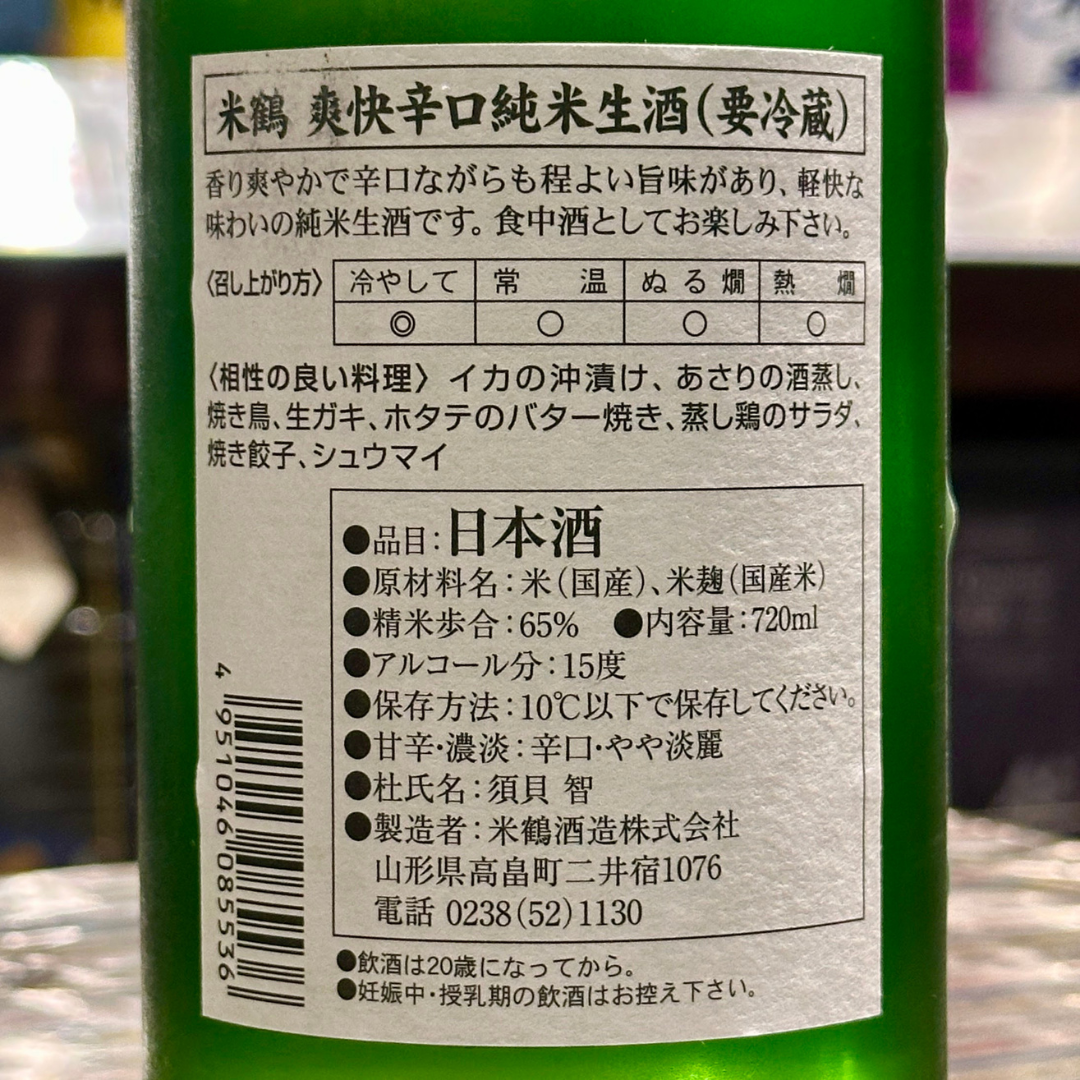 米鶴 爽快辛口純米生酒(要冷蔵)
香り爽やかで辛口ながらも程よい旨味があり、軽快な
味わいの純米生酒です。食中酒としてお楽しみ下さい。
〈召し上がり方〉 冷やして 常温 ぬる燗 熱燗
◎ ○ ○ ○
〈相性の良い料理〉イカの沖漬け、あさりの酒蒸し、
焼き鳥、生ガキ、ホタテのバター焼き、蒸し鶏のサラダ、
焼き餃子、シュウマイ
●品目:日本酒
●原材料名:米(国産)、米麹(国産米)
●精米歩合:65% ●内容量:720ml
●アルコール分:15度
●保存方法:10℃以下で保存してください。
●甘辛・濃淡:辛口・やや淡麗
●杜氏名:須貝 智
●製造者:米鶴酒造株式会社
山形県高畠町二井宿1076
電話 0238(52)1130
●飲酒は20歳になってから。
●妊娠中・授乳期の飲酒はお控え下さい。
4951046085536